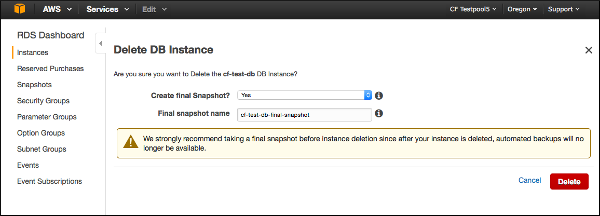 AWS Services Edit CF Testpool5 Oregon Support
RDS Dashboard
Instances
Reserved Purchases
Snapshots
Security Groups
Parameter Groups
Option Groups
Subnet Groups
Events
Event Subscriptions
Delete DB Instance
Are you sure you want to Delete the cf-test-db DB Instance?
Create final Snapshot? Yes
Final snapshot name cf-test-db-final-snapshot
We strongly recommend taking a final snapshot before instance deletion since after your instance is deleted, automated backups will
no longer be available.
Cancel Delete